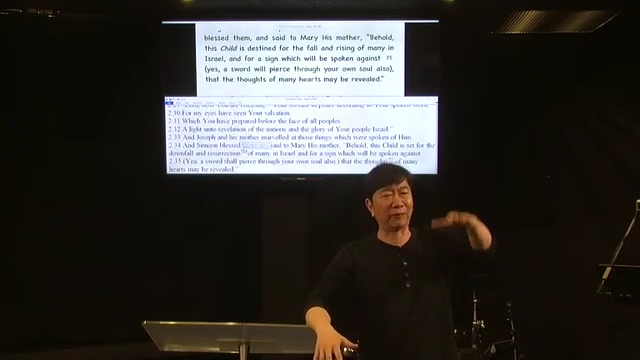 blessed them, and said to Mary His mother, "Behold,
this Child is destined for the fall and rising of many in
Israel, and for a sign which will be spoken against 35
(yes, a sword will pierce through your own soul also),
that the thoughts of many hearts may be revealed."
2:30 For my eyes have seen Your salvation,
2:31 Which You have prepared before the face of all peoples
2:32 A light unto revelation of the nations and the glory of Your people Israel."
2:33 And Joseph and his mother marvelled at those things which were spoken of Him
2:34 And Simeon blessed and said to Mary His mother, "Behold, this Child is set for the
downfall and resurrection of many in Israel and for a sign which will be spoken against
2:35 (Yea, a sword shall pierce through your own soul also,) that the thoughts of many
hearts may be revealed."